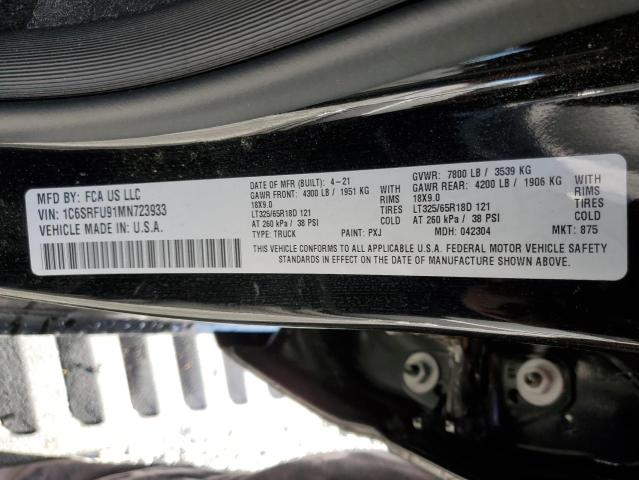 MFD BY: FCA US LLC
VIN: 1C6SRFU91MN723933
VEHICLE MADE IN: U.S.A.
DATE OF MFR (BUILT): 4-21 GVWR: 7800 LB / 3539 KG
GAWR FRONT: 4300 LB / 1951 KG GAWR REAR: 4200 LB / 1906 KG
18X9.0 RIMS 18X9.0 RIMS
LT325/65R18D 121 TIRES LT325/65R18D 121 TIRES
AT 260 kPa / 38 PSI COLD AT 260 kPa / 38 PSI COLD
TYPE: TRUCK PAINT: PXJ MDH: 042304 MKT: 875
THIS VEHICLE CONFORMS TO ALL APPLICABLE U.S.A. FEDERAL MOTOR VEHICLE SAFETY
STANDARDS IN EFFECT ON THE DATE OF MANUFACTURE SHOWN ABOVE.